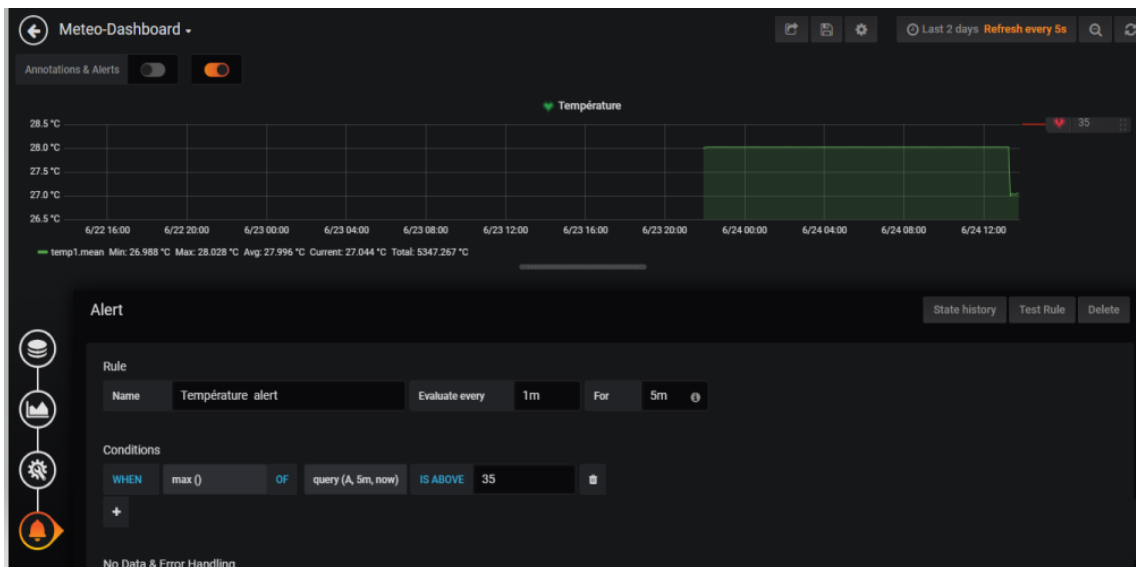 Meteo-Dashboard
Last 2 days Refresh every 5s
Annotations & Alerts
Température
28.5 °C
28.0 °C
27.5 °C
27.0 °C
26.5 °C
35
6/22 16:00 6/22 20:00 6/23 00:00 6/23 04:00 6/23 08:00 6/23 12:00 6/23 16:00 6/23 20:00 6/24 00:00 6/24 04:00 6/24 08:00 6/24 12:00
temp1.mean Min: 26.988 °C Max: 28.028 °C Avg: 27.996 °C Current: 27.044 °C Total: 5347.267 °C
Alert
State history Test Rule Delete
Rule
Name Température alert Evaluate every 1m For 5m
Conditions
WHEN max () OF query (A, 5m, now) IS ABOVE 35
+
No Data & Error Handling